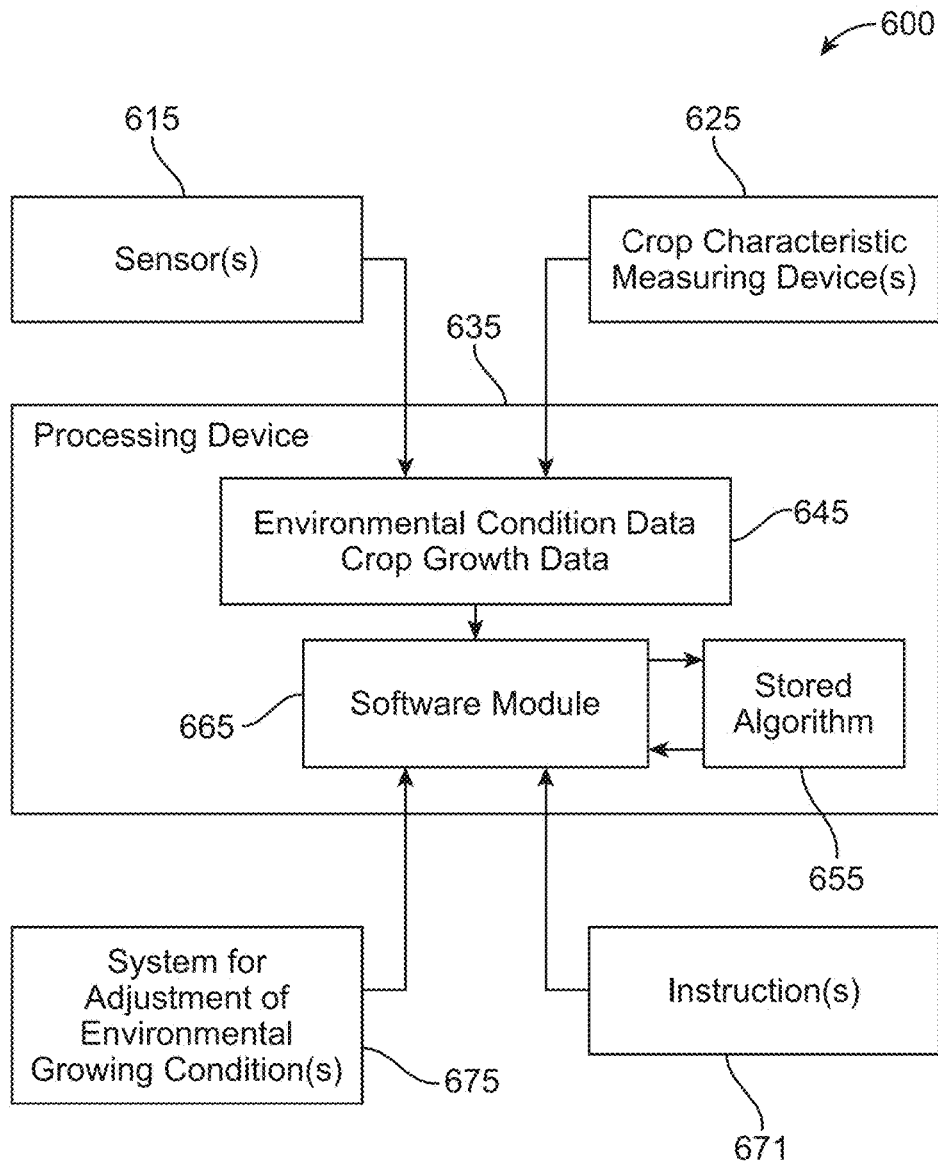 600
615
625
Sensor(s)
Crop Characteristic
Measuring Device(s)
635
Processing Device
Environmental Condition Data
Crop Growth Data
645
665
Software Module
Stored
Algorithm
655
System for
Adjustment of
Environmental
Growing Condition(s)
675
Instruction(s)
671